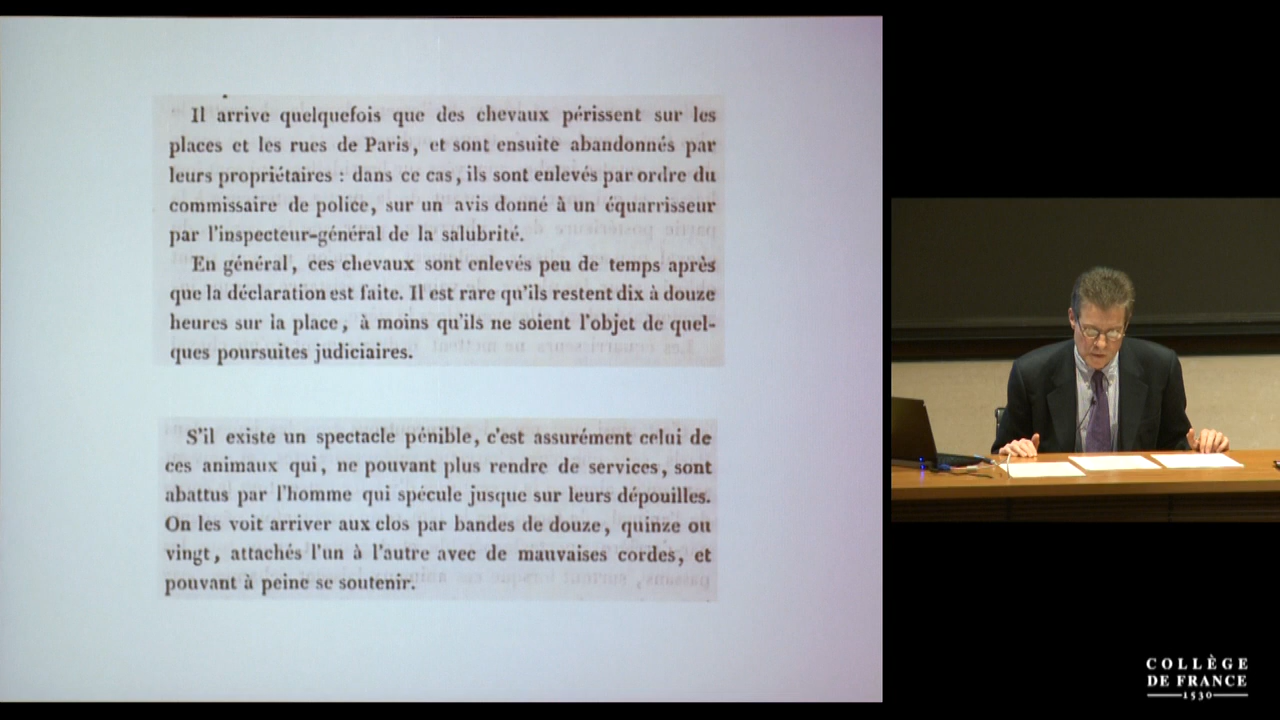 Il arrive quelquefois que des chevaux périssent sur les
places et les rues de Paris, et sont ensuite abandonnés par
leurs propriétaires : dans ce cas, ils sont enlevés par ordre du
commissaire de police, sur un avis donné à un équarrisseur
par l'inspecteur-général de la salubrité.
En général, ces chevaux sont enlevés peu de temps après
que la déclaration est faite. Il est rare qu'ils restent dix à douze
heures sur la place, à moins qu'ils ne soient l'objet de quel-
ques poursuites judiciaires.
S'il existe un spectacle pénible, c'est assurément celui de
ces animaux qui, ne pouvant plus rendre de services, sont
abattus par l'homme qui spécule jusque sur leurs dépouilles.
On les voit arriver aux clos par bandes de douze, quinze ou
vingt, attachés l'un à l'autre avec de mauvaises cordes, et
pouvant à peine se soutenir.
COLLÈGE
DE FRANCE
1530